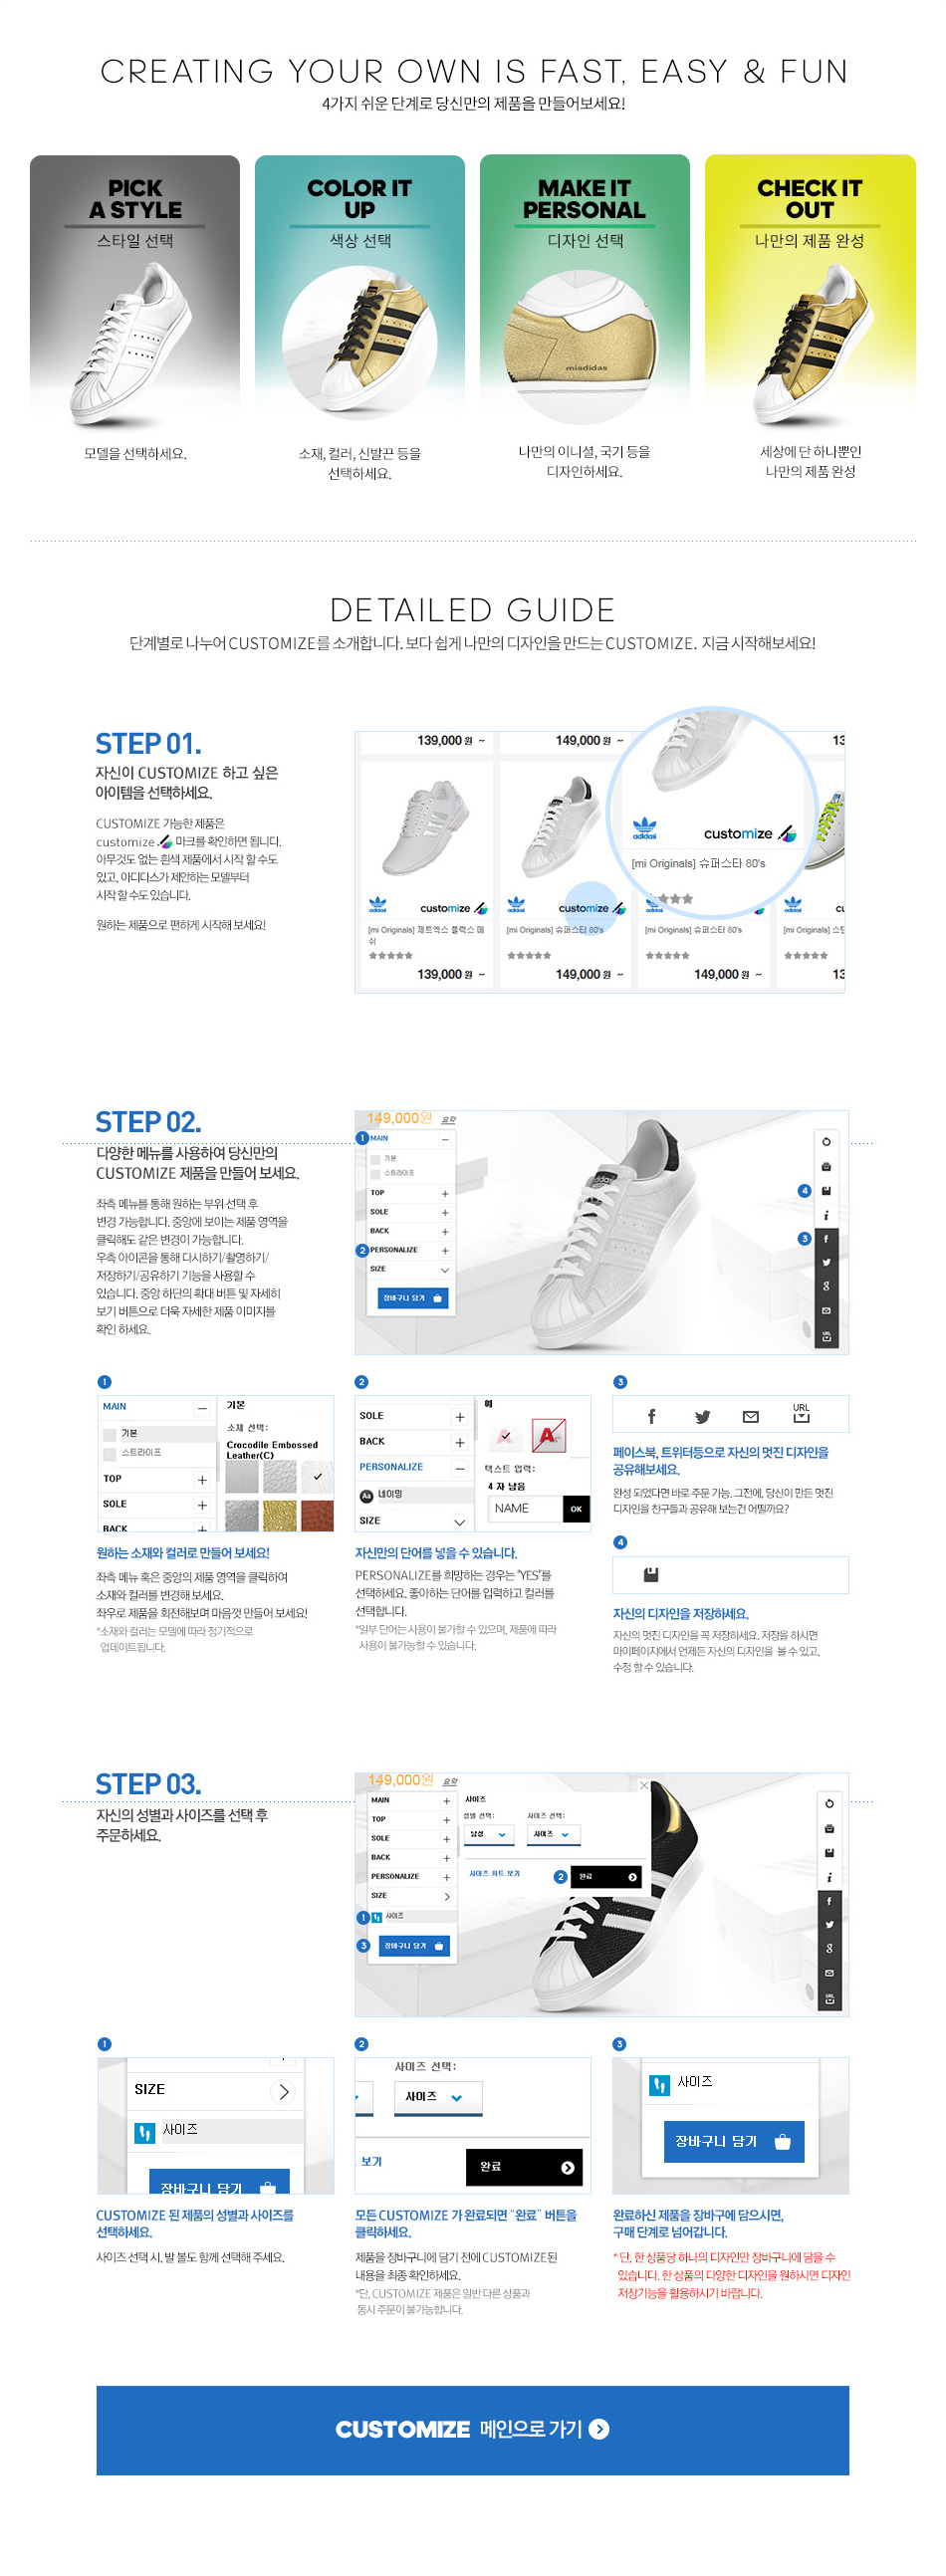 CREATING YOUR OWN IS FAST, EASY & FUN
4가지 쉬운 단계로 당신만의 제품을 만들어보세요!
PICK
A STYLE
스타일 선택
모델을 선택하세요.
COLOR IT
UP
색상 선택
소재, 컬러, 신발끈 등을
선택하세요.
MAKE IT
PERSONAL
디자인 선택
miadidas
나만의 이니셜, 국기 등을
디자인하세요.
CHECK IT
OUT
나만의 제품 완성
세상에 단 하나뿐인
나만의 제품 완성
DETAILED GUIDE
단계별로 나누어 CUSTOMIZE를 소개합니다. 보다 쉽게 나만의 디자인을 만드는 CUSTOMIZE. 지금 시작해보세요!
STEP 01.
자신이 CUSTOMIZE 하고 싶은
아이템을 선택하세요.
CUSTOMIZE 가능한 제품은
customize 마크를 확인하면 됩니다.
아무것도 없는 흰색 제품에서 시작 할 수도
있고, 아디다스가 제안하는 모델부터
시작 할 수도 있습니다.
원하는 제품으로 편하게 시작해 보세요!
139,000 원 ~
149,000 원 ~
13
adidas
customize
[mi Originals] 슈퍼스타 80's
adidas customize
adidas customize
adidas
cu
[mi Originals] 제트엑스 플럭스 메
쉬
[mi Originals] 슈퍼스타 80's
[mi Originals] 슈퍼스타 80's
[mi Originals] 스탠
139,000 원 ~
149,000 원 ~
149,000 원 ~
13
STEP 02.
다양한 메뉴를 사용하여 당신만의
CUSTOMIZE 제품을 만들어 보세요.
좌측 메뉴를 통해 원하는 부위 선택 후
변경 가능합니다. 중앙에 보이는 제품 영역을
클릭해도 같은 변경이 가능합니다.
우측 아이콘을 통해 다시하기/촬영하기/
저장하기/공유하기 기능을 사용할 수
있습니다. 중앙 하단의 확대 버튼 및 자세히
보기 버튼으로 더욱 자세한 제품 이미지를
확인 하세요.
149,000원 요약
1 MAIN
기본
스트라이프
TOP
SOLE
BACK
2 PERSONALIZE
SIZE
장바구니 담기
4
3
1
MAIN
기본
스트라이프
TOP
SOLE
BACK
기본
소재 선택:
Crocodile Embossed
Leather(C)
원하는 소재와 컬러로 만들어 보세요!
좌측 메뉴 혹은 중앙의 제품 영역을 클릭하여
소재와 컬러를 변경해 보세요.
좌우로 제품을 회전해보며 마음껏 만들어 보세요!
*소재와 컬러는 모델에 따라 정기적으로
업데이트됩니다.
2
SOLE
BACK
PERSONALIZE
Aa 네이밍
SIZE
예
텍스트 입력:
4 자 남음
NAME OK
자신만의 단어를 넣을 수 있습니다.
PERSONALIZE를 희망하는 경우는 "YES"를
선택하세요. 좋아하는 단어를 입력하고 컬러를
선택합니다.
*일부 단어는 사용이 불가할 수 있으며, 제품에 따라
사용이 불가능할 수 있습니다.
3
URL
페이스북, 트위터등으로 자신의 멋진 디자인을
공유해보세요.
완성 되었다면 바로 주문 가능. 그전에, 당신이 만든 멋진
디자인을 친구들과 공유해 보는건 어떨까요?
4
자신의 디자인을 저장하세요.
자신의 멋진 디자인을 꼭 저장하세요. 저장을 하시면
마이페이지에서 언제든 자신의 디자인을 볼 수 있고,
수정 할 수 있습니다.
STEP 03.
자신의 성별과 사이즈를 선택 후
주문하세요.
149,000원 요약
MAIN
TOP
SOLE
BACK
PERSONALIZE
SIZE
1 사이즈
3 장바구니 담기
사이즈
성별 선택: 사이즈 선택:
남성 사이즈
사이즈 차트 보기
2 완료
1
SIZE
사이즈
장바구니 담기
CUSTOMIZE 된 제품의 성별과 사이즈를
선택하세요.
사이즈 선택 시, 발 볼도 함께 선택해 주세요.
2
사이즈 선택:
사이즈
보기
완료
모든 CUSTOMIZE 가 완료되면 "완료" 버튼을
클릭하세요.
제품을 장바구니에 담기 전에 CUSTOMIZE된
내용을 최종 확인하세요.
*단, CUSTOMIZE 제품은 일반 다른 상품과
동시 주문이 불가능합니다.
3
사이즈
장바구니 담기
완료하신 제품을 장바구에 담으시면,
구매 단계로 넘어갑니다.
* 단, 한 상품당 하나의 디자인만 장바구니에 담을 수
있습니다. 한 상품의 다양한 디자인을 원하시면 디자인
저장기능을 활용하시기 바랍니다.
CUSTOMIZE 메인으로 가기